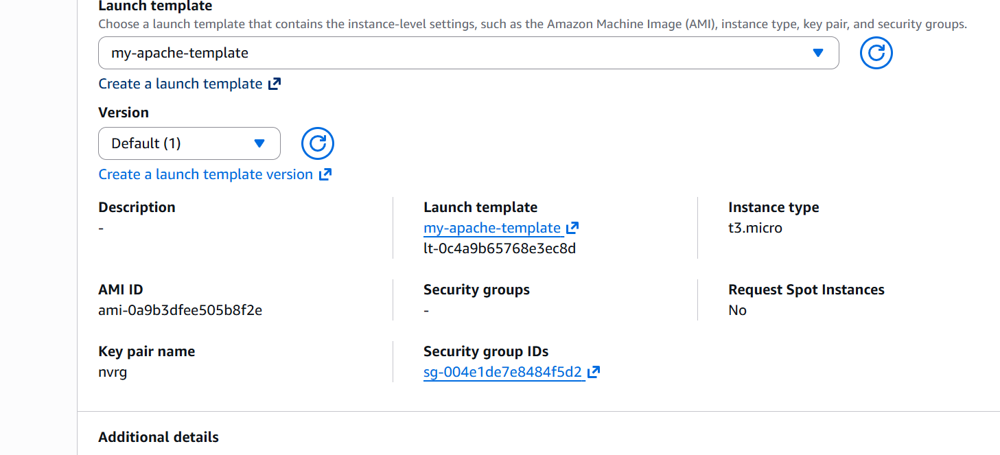 Launch template
Choose a launch template that contains the instance-level settings, such as the Amazon Machine Image (AMI), instance type, key pair, and security groups.
my-apache-template
Create a launch template
Version
Default (1)
Create a launch template version
Description
-
Launch template
my-apache-template
lt-0c4a9b65768e3ec8d
Instance type
t3.micro
AMI ID
ami-0a9b3dfee505b8f2e
Security groups
-
Request Spot Instances
No
Key pair name
nvrg
Security group IDs
sg-004e1de7e8484f5d2
Additional details